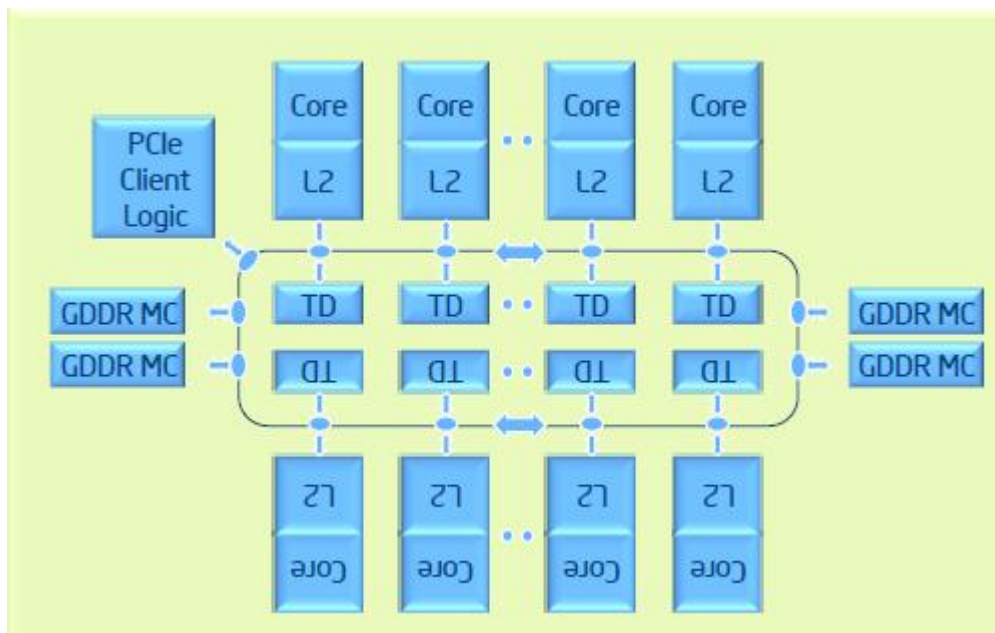 Core Core Core Core
PCIe
Client
Logic
L2 L2 L2 L2
GDDR MC TD TD TD TD GDDR MC
GDDR MC TD TD TD TD GDDR MC
L2 L2 L2 L2
Core Core Core Core